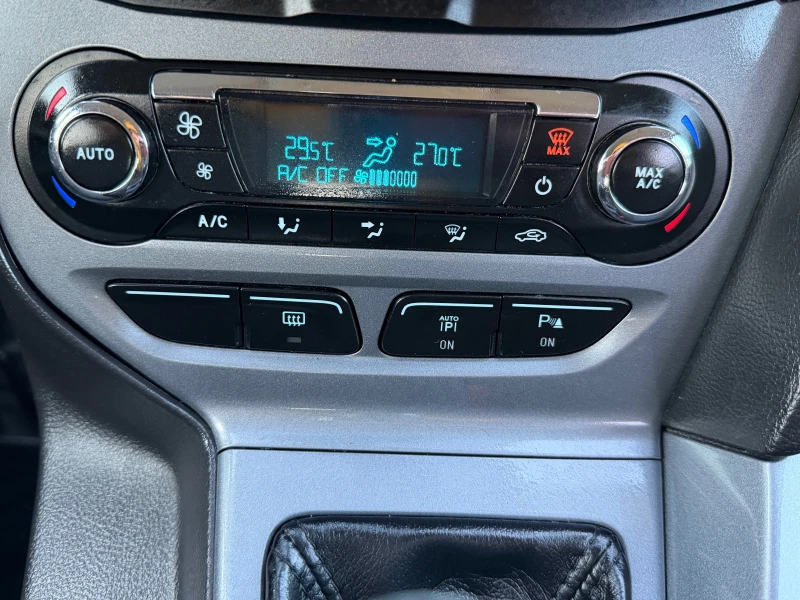 AUTO
29.5°C 27.0°C
A/C OFF
MAX
MAX
A/C
A/C
AUTO
P
ON
P
ON